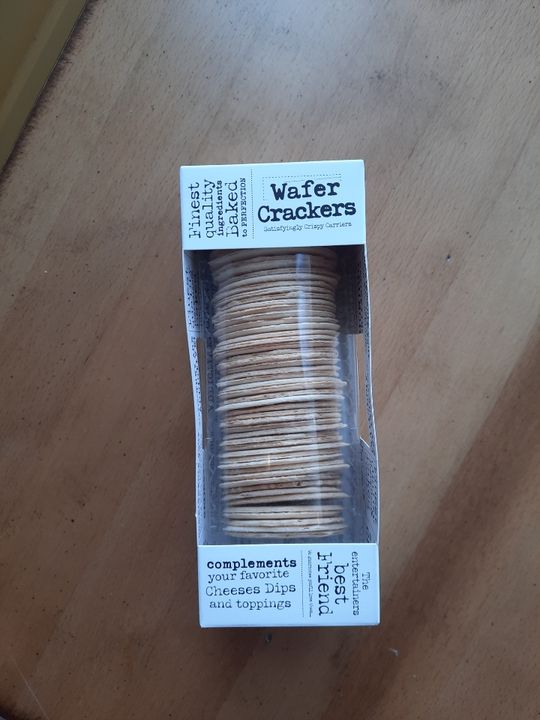 Finest
quality
ingredients
Baked
to PERFECTION
Wafer
Crackers
Satisfyingly Crispy Carriers
complements
your favorite
Cheeses Dips
and toppings
The
entertainers
best
Friend